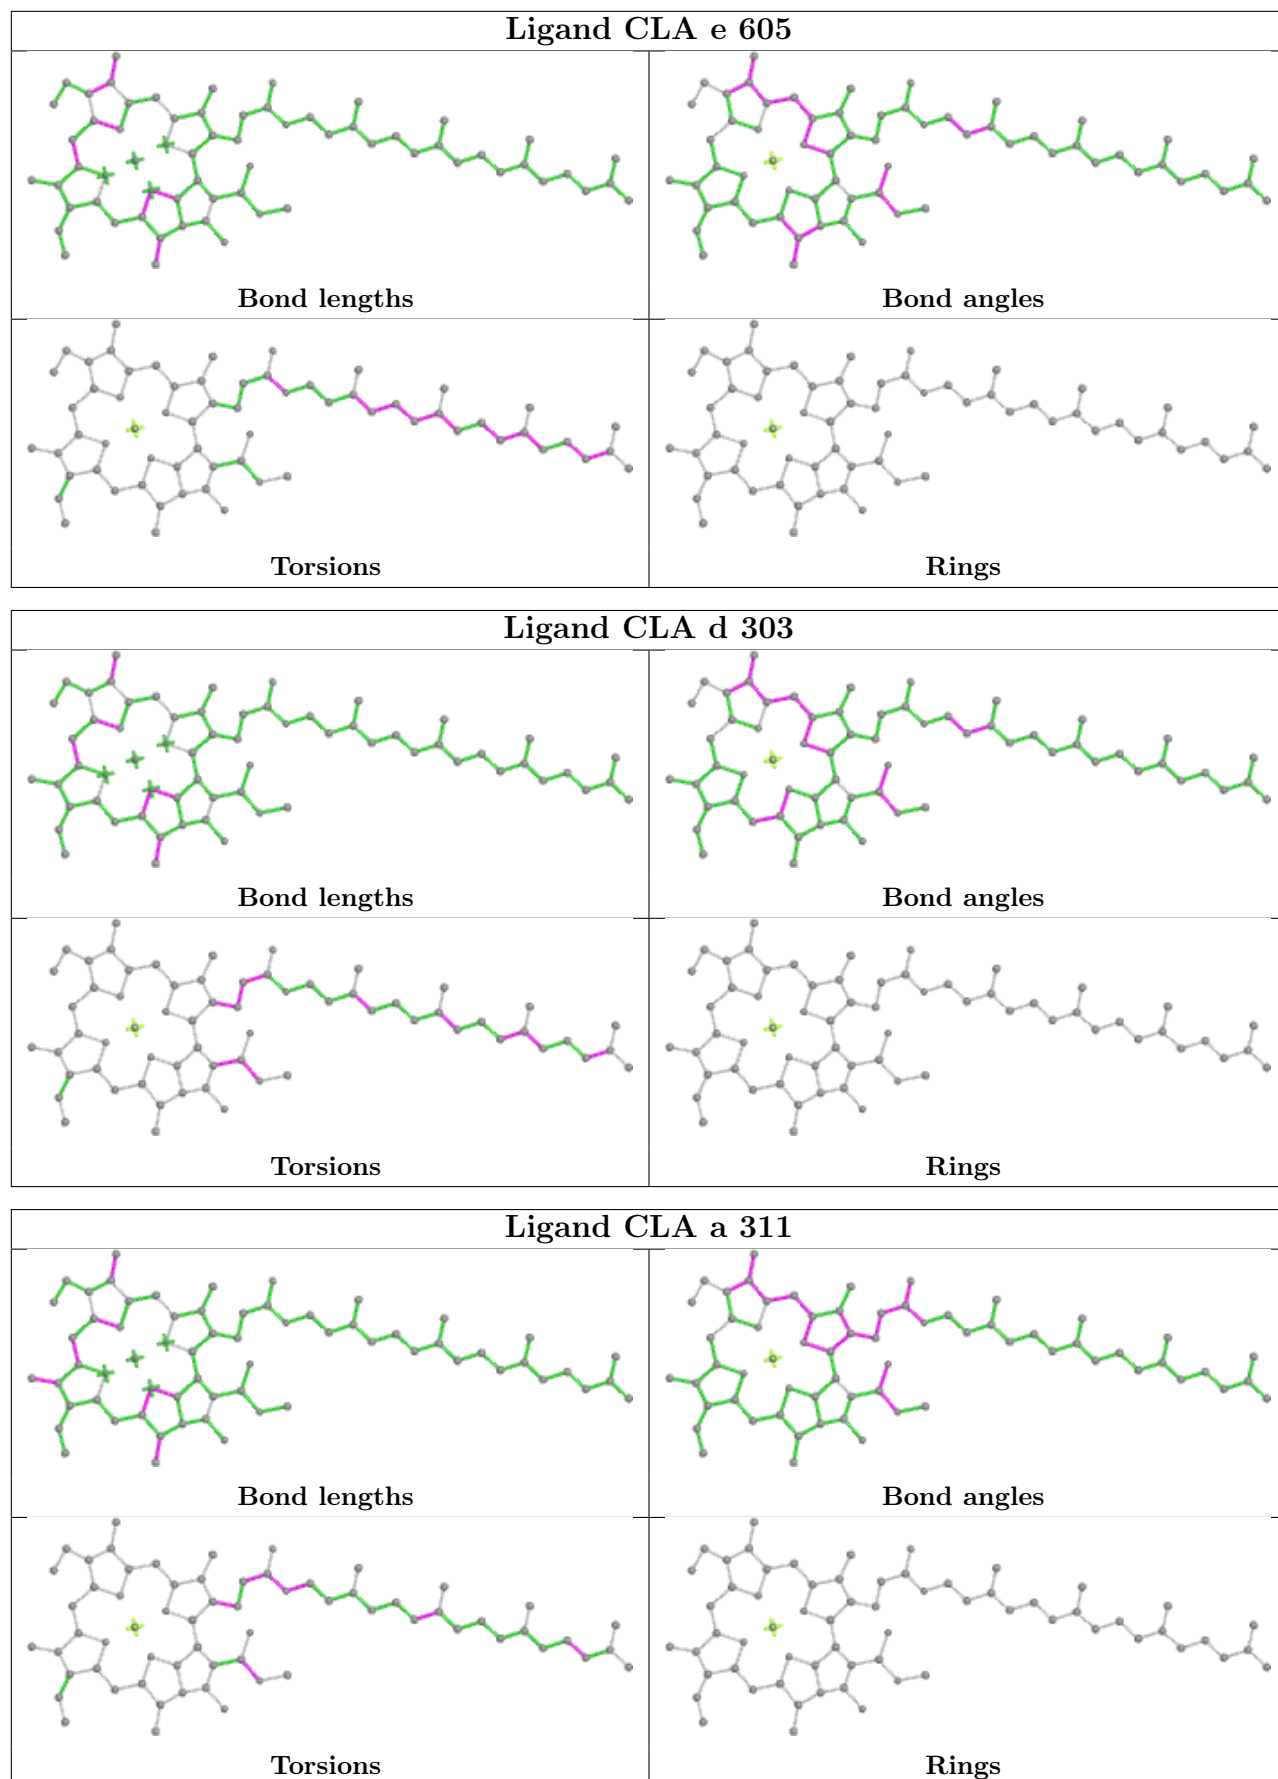 Ligand CLA e 605
Bond lengths
Bond angles
Torsions
Rings
Ligand CLA d 303
Bond lengths
Bond angles
Torsions
Rings
Ligand CLA a 311
Bond lengths
Bond angles
Torsions
Rings